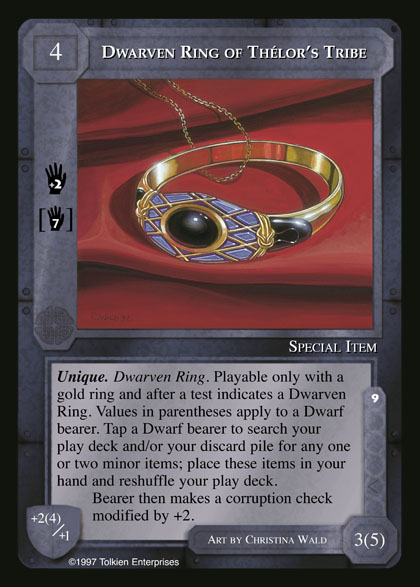 4
Dwarven Ring of Thélor's Tribe
+2
[7]
Special Item
Unique. Dwarven Ring. Playable only with a
gold ring and after a test indicates a Dwarven
Ring. Values in parentheses apply to a Dwarf
bearer. Tap a Dwarf bearer to search your
play deck and/or your discard pile for any one
or two minor items; place these items in your
hand and reshuffle your play deck.
Bearer then makes a corruption check
modified by +2.
9
+2(4)/+1
Art by Christina Wald
3(5)
©1997 Tolkien Enterprises